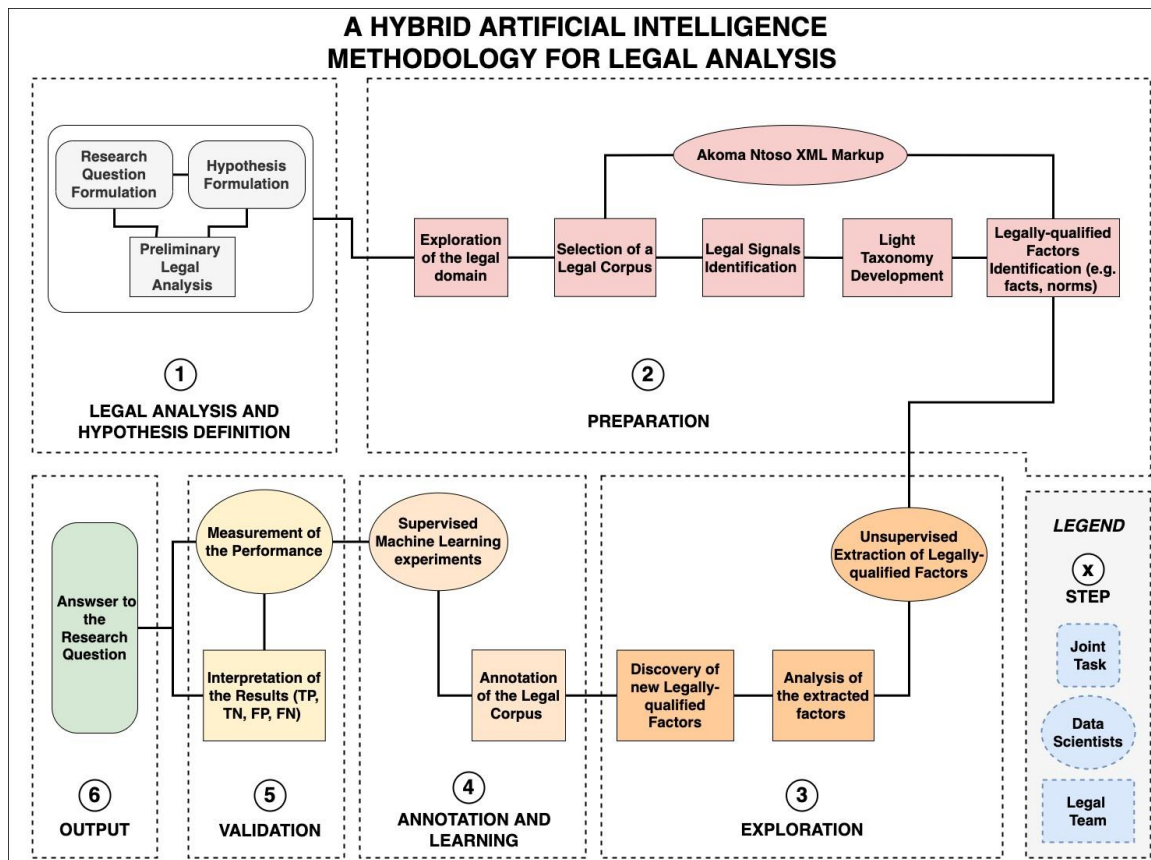 A HYBRID ARTIFICIAL INTELLIGENCE
METHODOLOGY FOR LEGAL ANALYSIS
Research
Question
Formulation
Hypothesis
Formulation
Preliminary
Legal
Analysis
1
LEGAL ANALYSIS AND
HYPOTHESIS DEFINITION
Akoma Ntoso XML Markup
Exploration
of the legal
domain
Selection of a
Legal Corpus
Legal Signals
Identification
Light
Taxonomy
Development
Legally-qualified
Factors
Identification (e.g.
facts, norms)
2
PREPARATION
Unsupervised
Extraction of Legally-
qualified Factors
Analysis of
the extracted
factors
Discovery of
new Legally-
qualified
Factors
3
EXPLORATION
Supervised
Machine Learning
experiments
Annotation
of the Legal
Corpus
4
ANNOTATION AND
LEARNING
Measurement of
the Performance
Interpretation of
the Results (TP,
TN, FP, FN)
5
VALIDATION
Answser to
the
Research
Question
6
OUTPUT
LEGEND
X
STEP
Joint
Task
Data
Scientists
Legal
Team